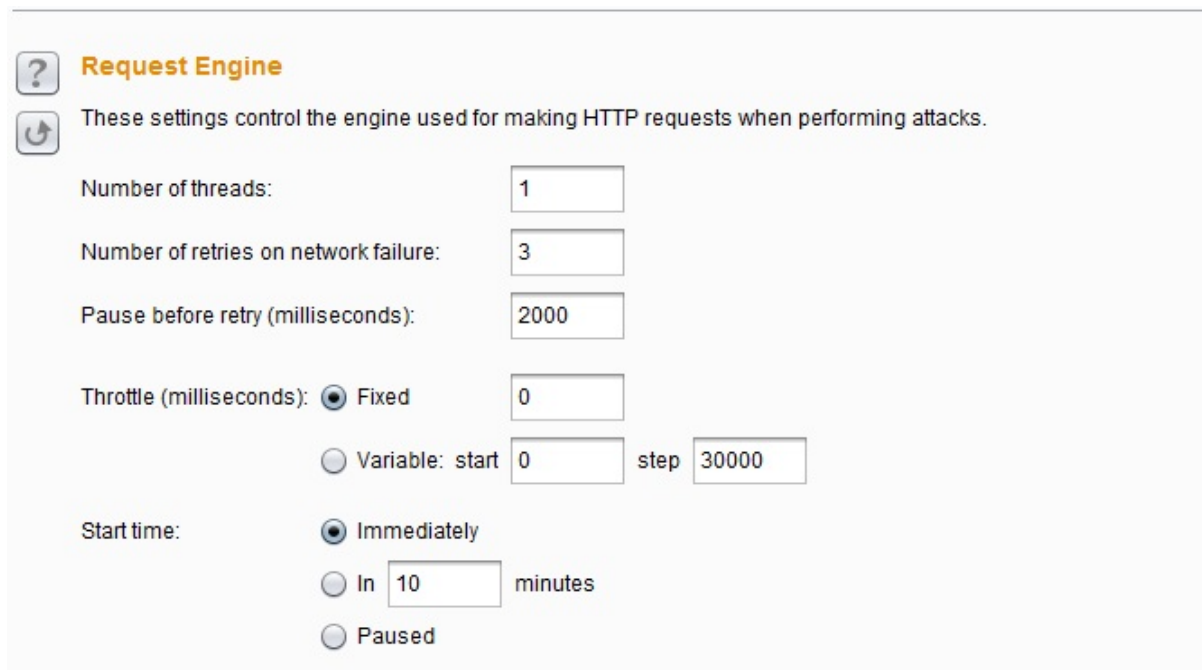 ?
Request Engine
These settings control the engine used for making HTTP requests when performing attacks.
Number of threads: 1
Number of retries on network failure: 3
Pause before retry (milliseconds): 2000
Throttle (milliseconds): Fixed 0
Variable: start 0 step 30000
Start time: Immediately
In 10 minutes
Paused